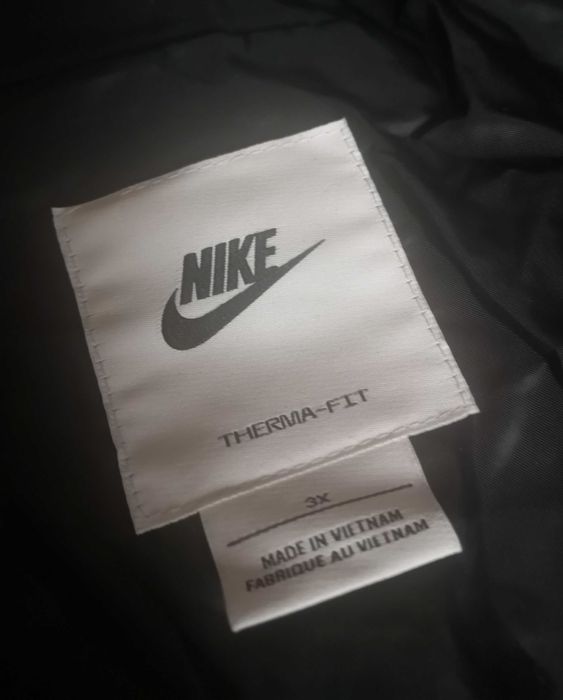 NIKE
THERMA-FIT
3X
MADE IN VIETNAM
FABRIQUE AU VIETNAM